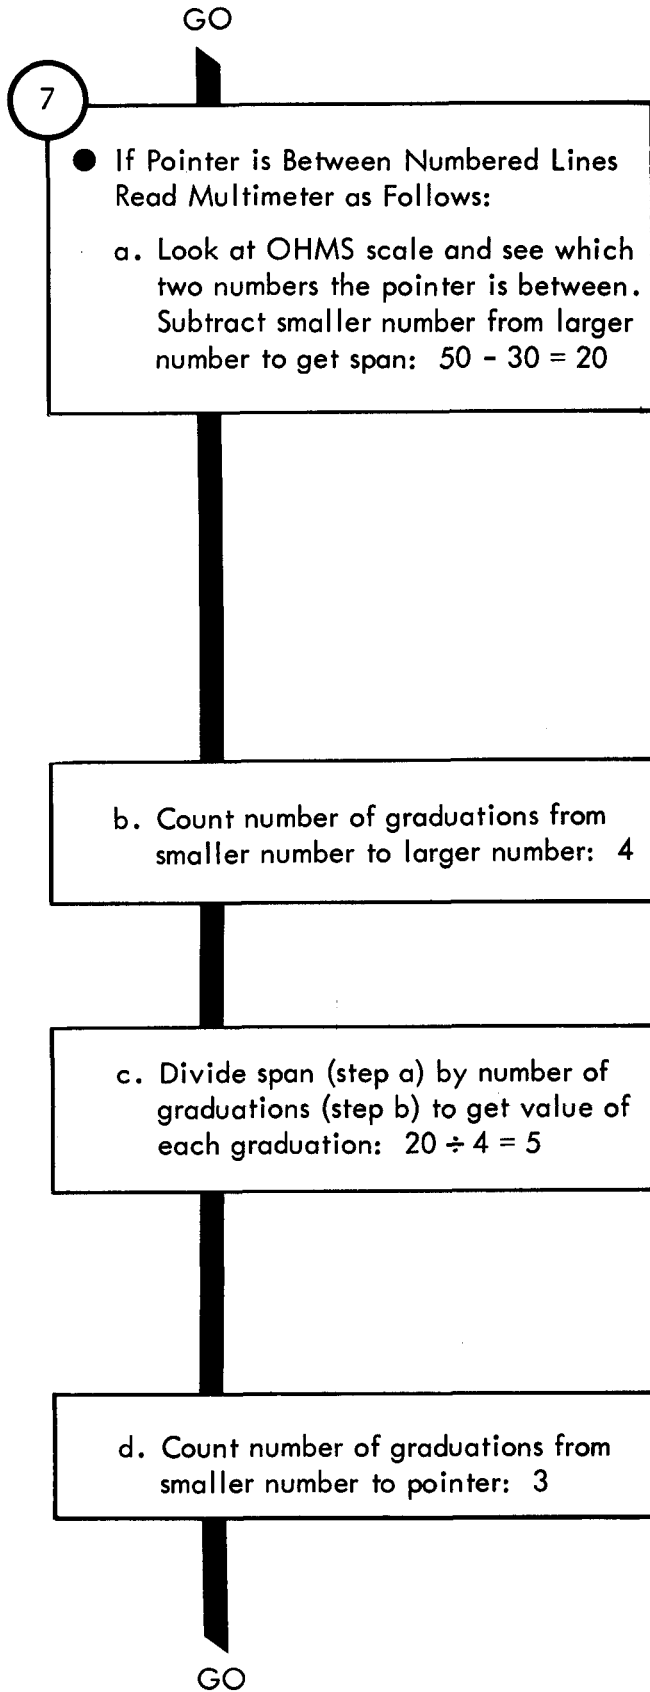 GO
7
● If Pointer is Between Numbered Lines
Read Multimeter as Follows:
a. Look at OHMS scale and see which
two numbers the pointer is between.
Subtract smaller number from larger
number to get span: 50 - 30 = 20
b. Count number of graduations from
smaller number to larger number: 4
c. Divide span (step a) by number of
graduations (step b) to get value of
each graduation: 20 ÷ 4 = 5
d. Count number of graduations from
smaller number to pointer: 3
GO